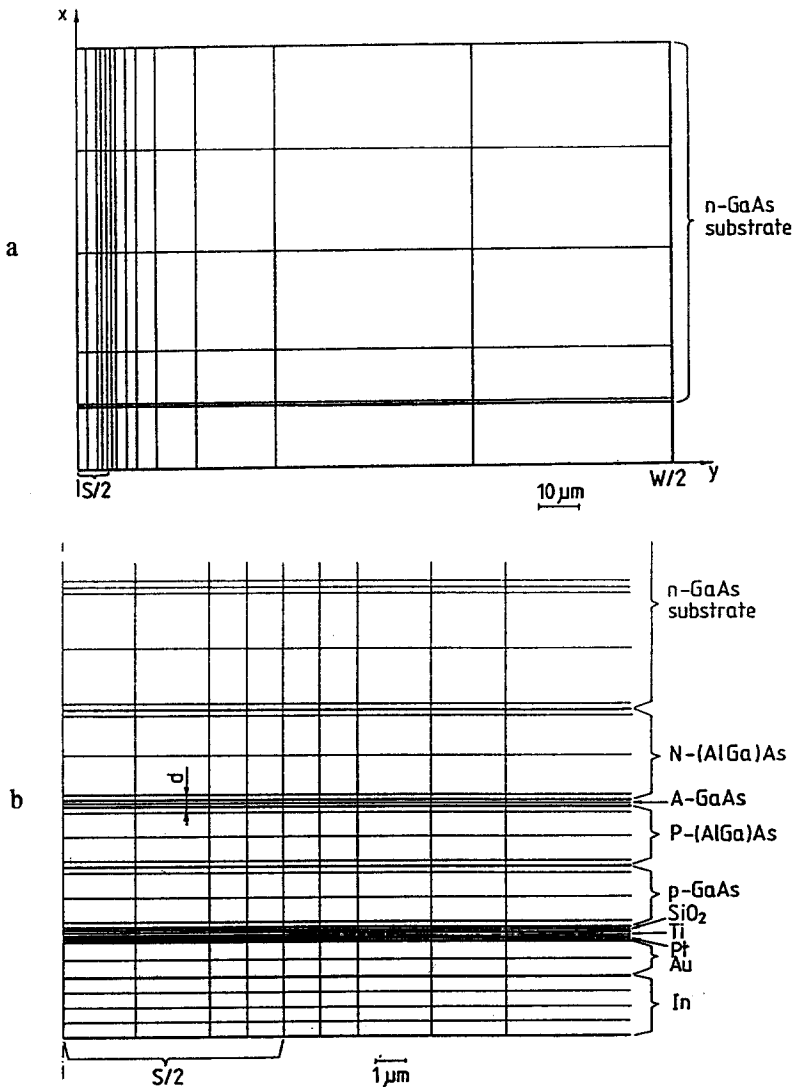 x
n-GaAs
substrate
a
S/2
W/2
y
10 μm
n-GaAs
substrate
N-(AlGa)As
d
b
A-GaAs
P-(AlGa)As
p-GaAs
SiO₂
Ti
Pt
Au
In
S/2
1 μm